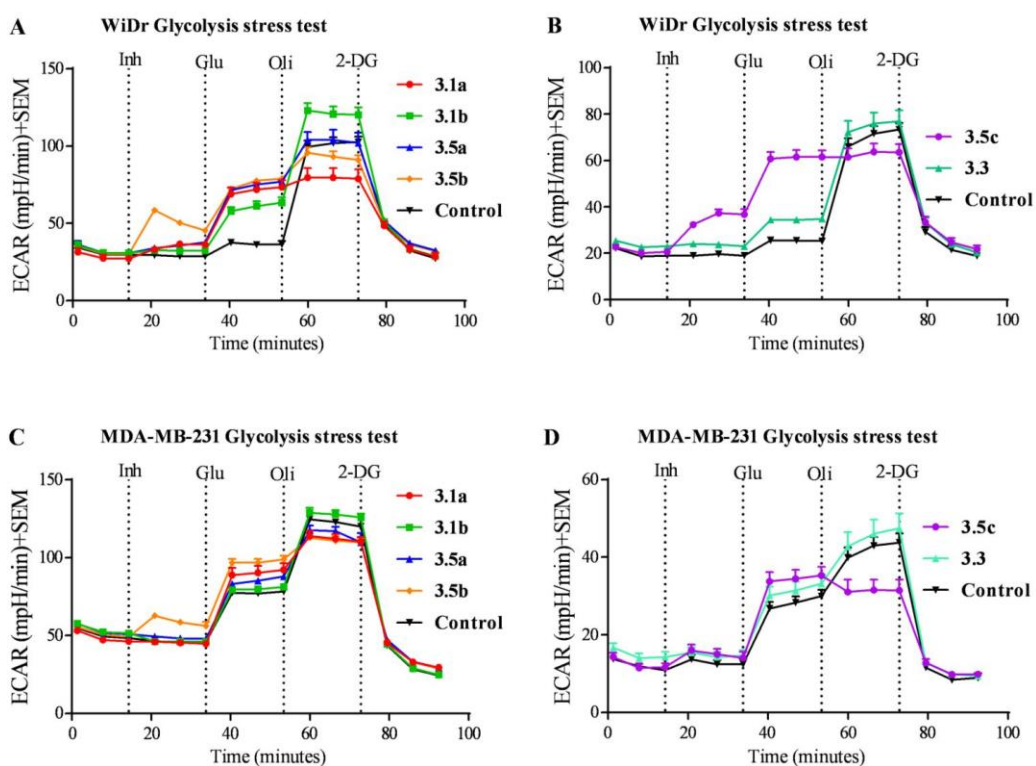 A WiDr Glycolysis stress test
Inh Glu Oli 2-DG
ECAR (mpH/min)+SEM
150
100
50
0
0 20 40 60 80 100
Time (minutes)
3.1a
3.1b
3.5a
3.5b
Control
B WiDr Glycolysis stress test
Inh Glu Oli 2-DG
ECAR (mpH/min)+SEM
100
80
60
40
20
0
0 20 40 60 80 100
Time (minutes)
3.5c
3.3
Control
C MDA-MB-231 Glycolysis stress test
Inh Glu Oli 2-DG
ECAR (mpH/min)+SEM
150
100
50
0
0 20 40 60 80 100
Time (minutes)
3.1a
3.1b
3.5a
3.5b
Control
D MDA-MB-231 Glycolysis stress test
Inh Glu Oli 2-DG
ECAR (mpH/min)+SEM
60
40
20
0
0 20 40 60 80 100
Time (minutes)
3.5c
3.3
Control